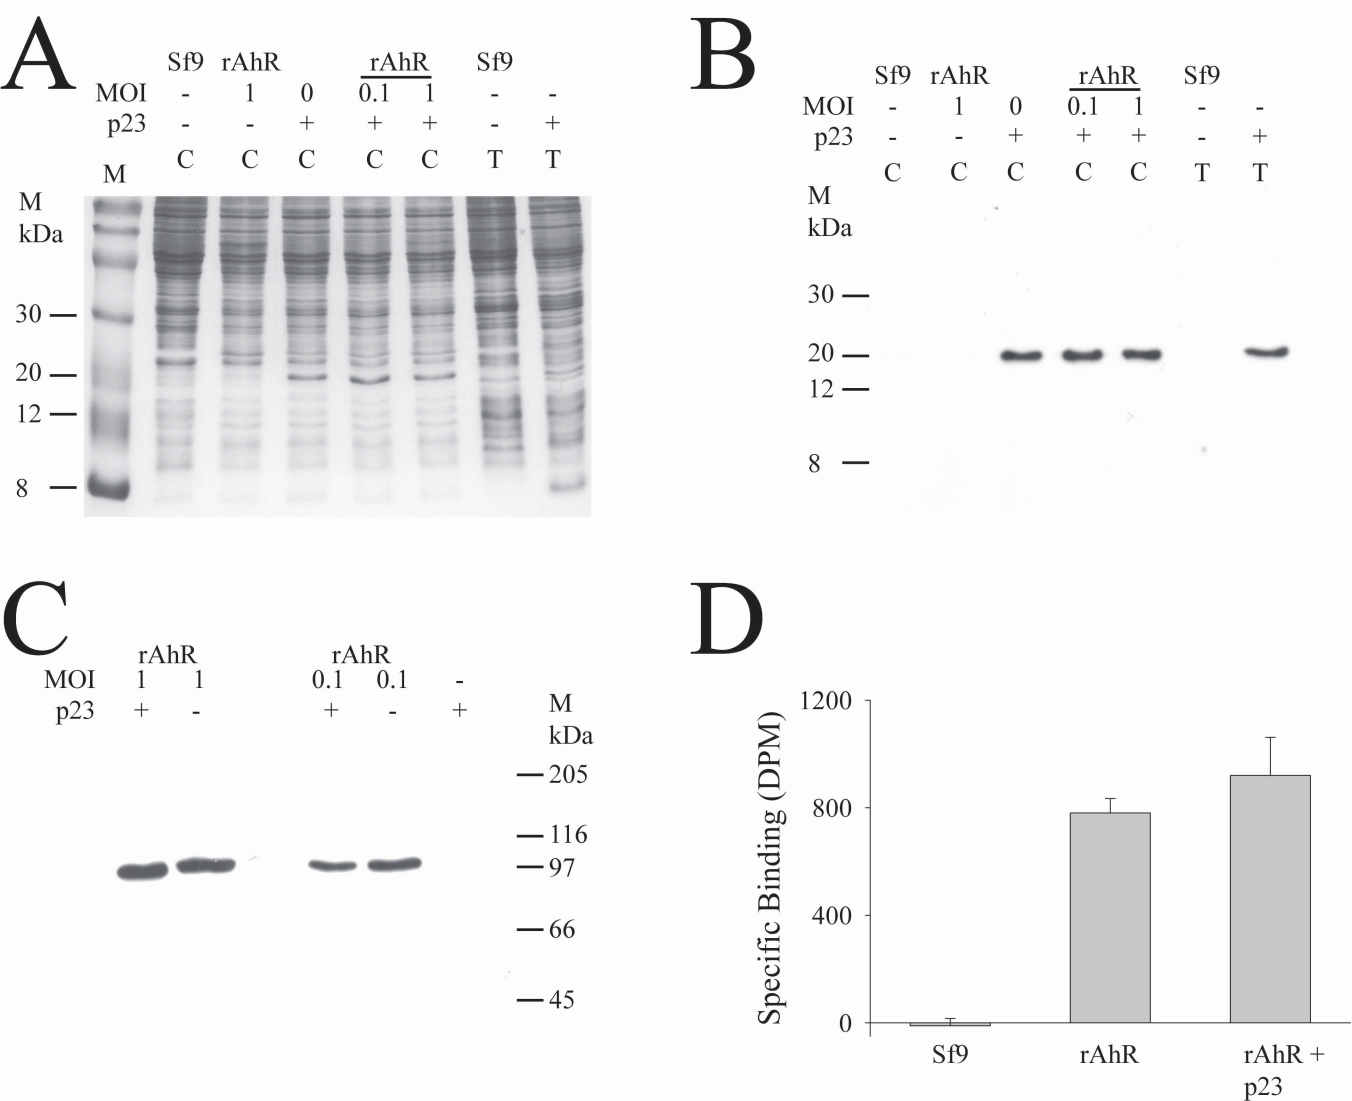 A
Sf9 rAhR rAhR Sf9
MOI - 1 0 0.1 1 - -
p23 - - + + + - +
C C C C C T T
M
M
kDa
30
20
12
8
B
Sf9 rAhR rAhR Sf9
MOI - 1 0 0.1 1 - -
p23 - - + + + - +
C C C C C T T
M
kDa
30
20
12
8
C
rAhR rAhR
MOI 1 1 0.1 0.1 -
p23 + - + - +
M
kDa
205
116
97
66
45
D
Specific Binding (DPM)
1200
800
400
0
Sf9 rAhR rAhR +
p23